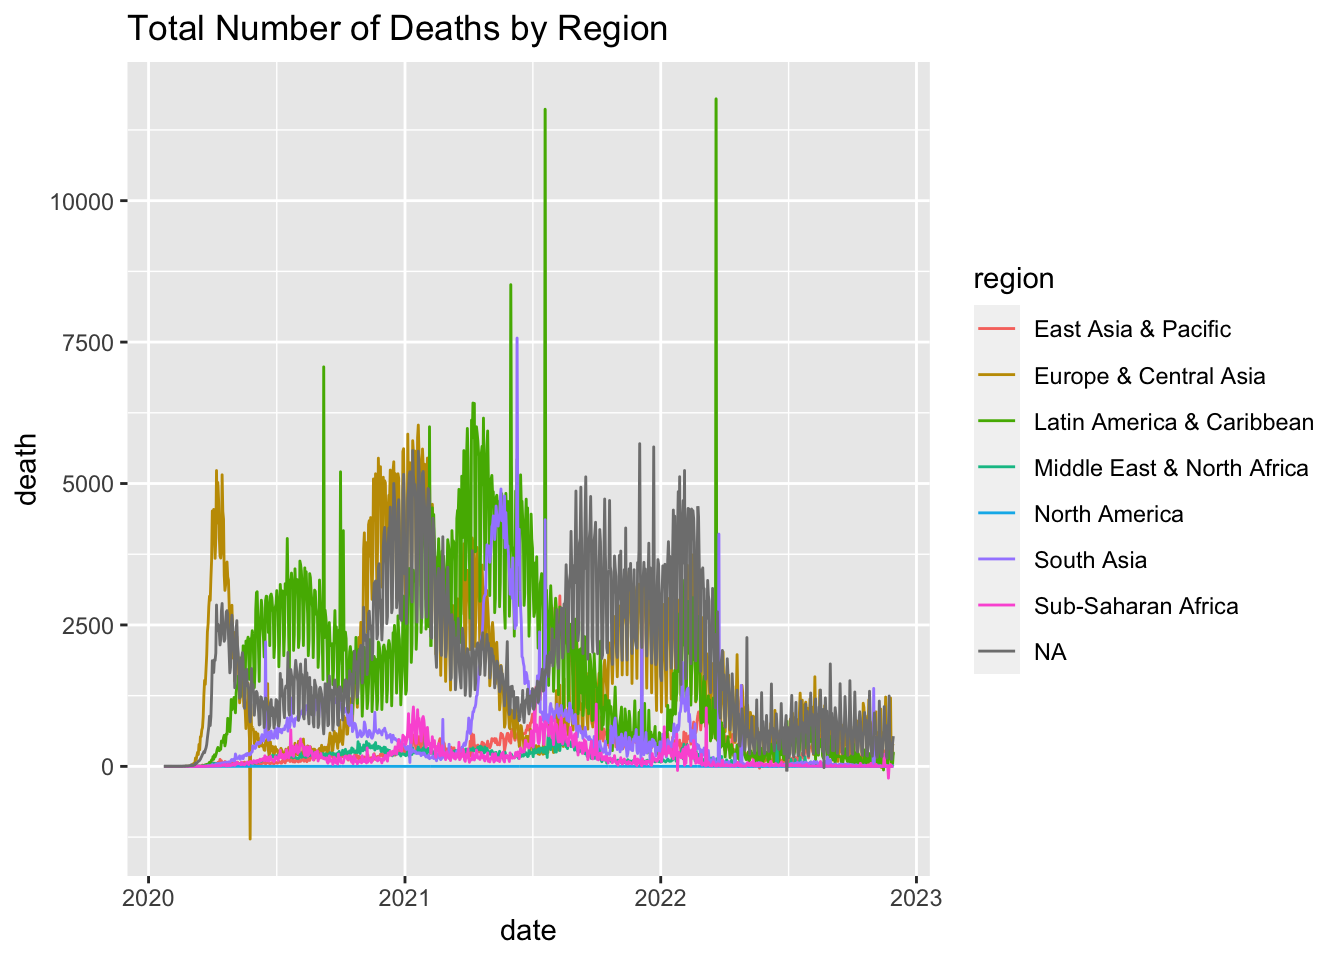 Total Number of Deaths by Region
10000
7500
5000
2500
0
death
2020
2021
2022
2023
date
region
East Asia & Pacific
Europe & Central Asia
Latin America & Caribbean
Middle East & North Africa
North America
South Asia
Sub-Saharan Africa
NA